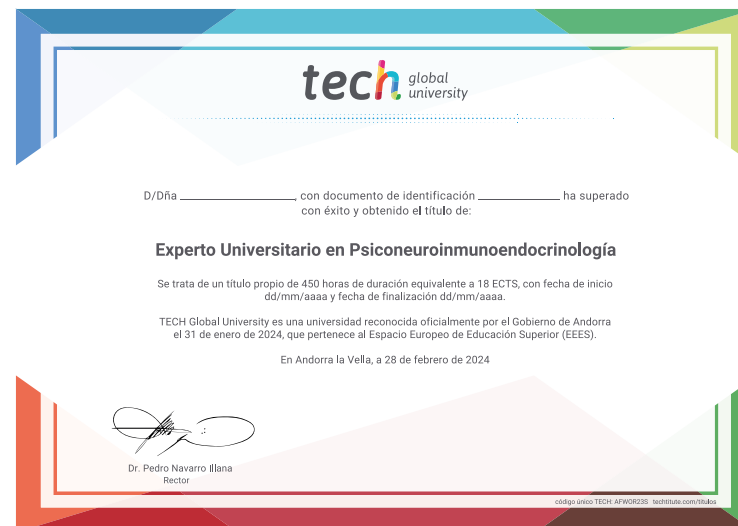 tech global university
D/Dña ____________, con documento de identificación ____________ ha superado
con éxito y obtenido el título de:
Experto Universitario en Psiconeuroinmunoendocrinología
Se trata de un título propio de 450 horas de duración equivalente a 18 ECTS, con fecha de inicio
dd/mm/aaaa y fecha de finalización dd/mm/aaaa.
TECH Global University es una universidad reconocida oficialmente por el Gobierno de Andorra
el 31 de enero de 2024, que pertenece al Espacio Europeo de Educación Superior (EEES).
En Andorra la Vella, a 28 de febrero de 2024
Dr. Pedro Navarro Illana
Rector
código único TECH: AFWOR23S techtitute.com/titulos